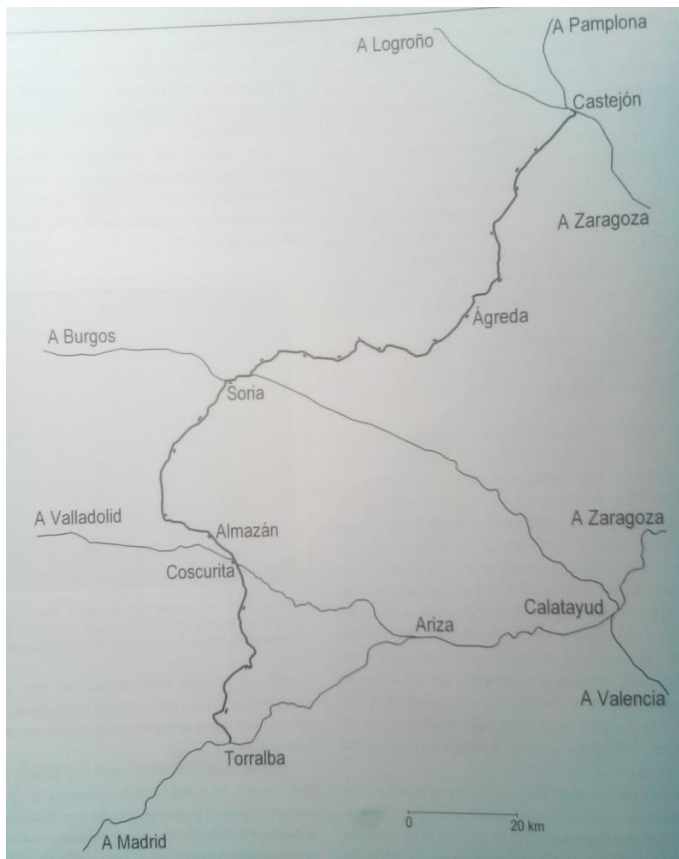 A Pamplona
A Logroño
Castejón
A Zaragoza
Ágreda
A Burgos
Soria
A Valladolid
A Zaragoza
Almazán
Coscurita
Calatayud
Ariza
A Valencia
Torralba
0 20 km
A Madrid